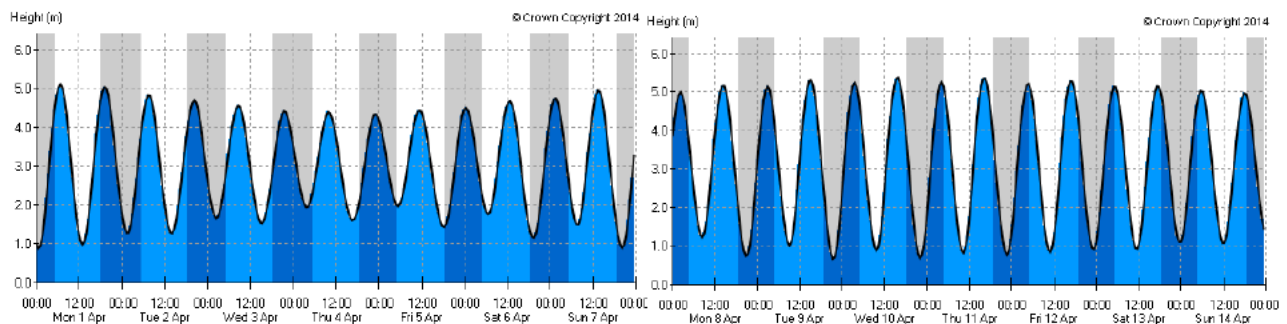 Height (m) © Crown Copyright 2014
6.0
5.0
4.0
3.0
2.0
1.0
0.0
00:00 12:00 00:00 12:00 00:00 12:00 00:00 12:00 00:00 12:00 00:00 12:00 00:00 12:00 00:00
Mon 1 Apr Tue 2 Apr Wed 3 Apr Thu 4 Apr Fri 5 Apr Sat 6 Apr Sun 7 Apr
Height (m) © Crown Copyright 2014
6.0
5.0
4.0
3.0
2.0
1.0
0.0
00:00 12:00 00:00 12:00 00:00 12:00 00:00 12:00 00:00 12:00 00:00 12:00 00:00 12:00 00:00
Mon 8 Apr Tue 9 Apr Wed 10 Apr Thu 11 Apr Fri 12 Apr Sat 13 Apr Sun 14 Apr